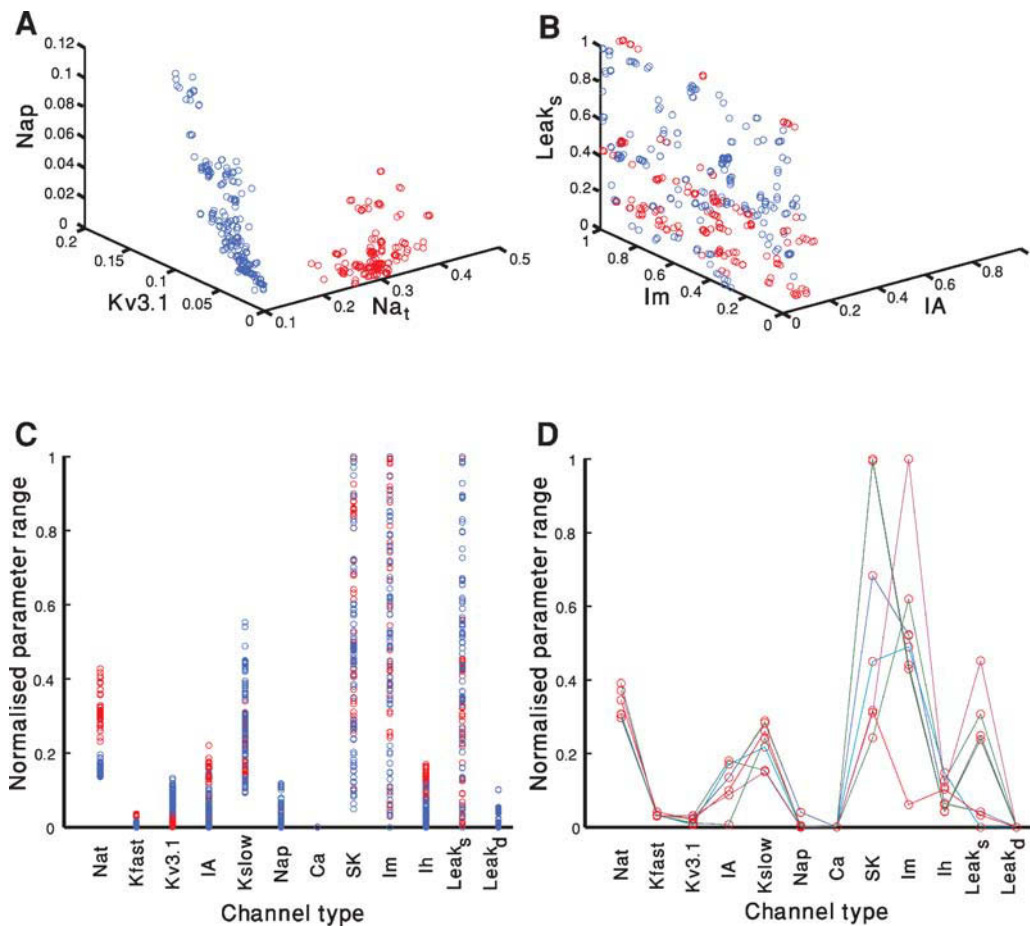 A
0.12
0.1
0.08
0.06
0.04
0.02
0
Nap
0.2
0.15
0.1
0.05
0
Kv3.1
0.1
0.2
0.3
0.4
0.5
Nat
B
1
0.8
0.6
0.4
0.2
0
Leaks
1
0.8
0.6
0.4
0.2
0
Im
0
0.2
0.4
0.6
0.8
IA
C
Normalised parameter range
1
0.8
0.6
0.4
0.2
0
Nat
Kfast
Kv3.1
IA
Kslow
Nap
Ca
SK
Im
Ih
Leaks
Leakd
Channel type
D
Normalised parameter range
1
0.8
0.6
0.4
0.2
0
Nat
Kfast
Kv3.1
IA
Kslow
Nap
Ca
SK
Im
Ih
Leaks
Leakd
Channel type